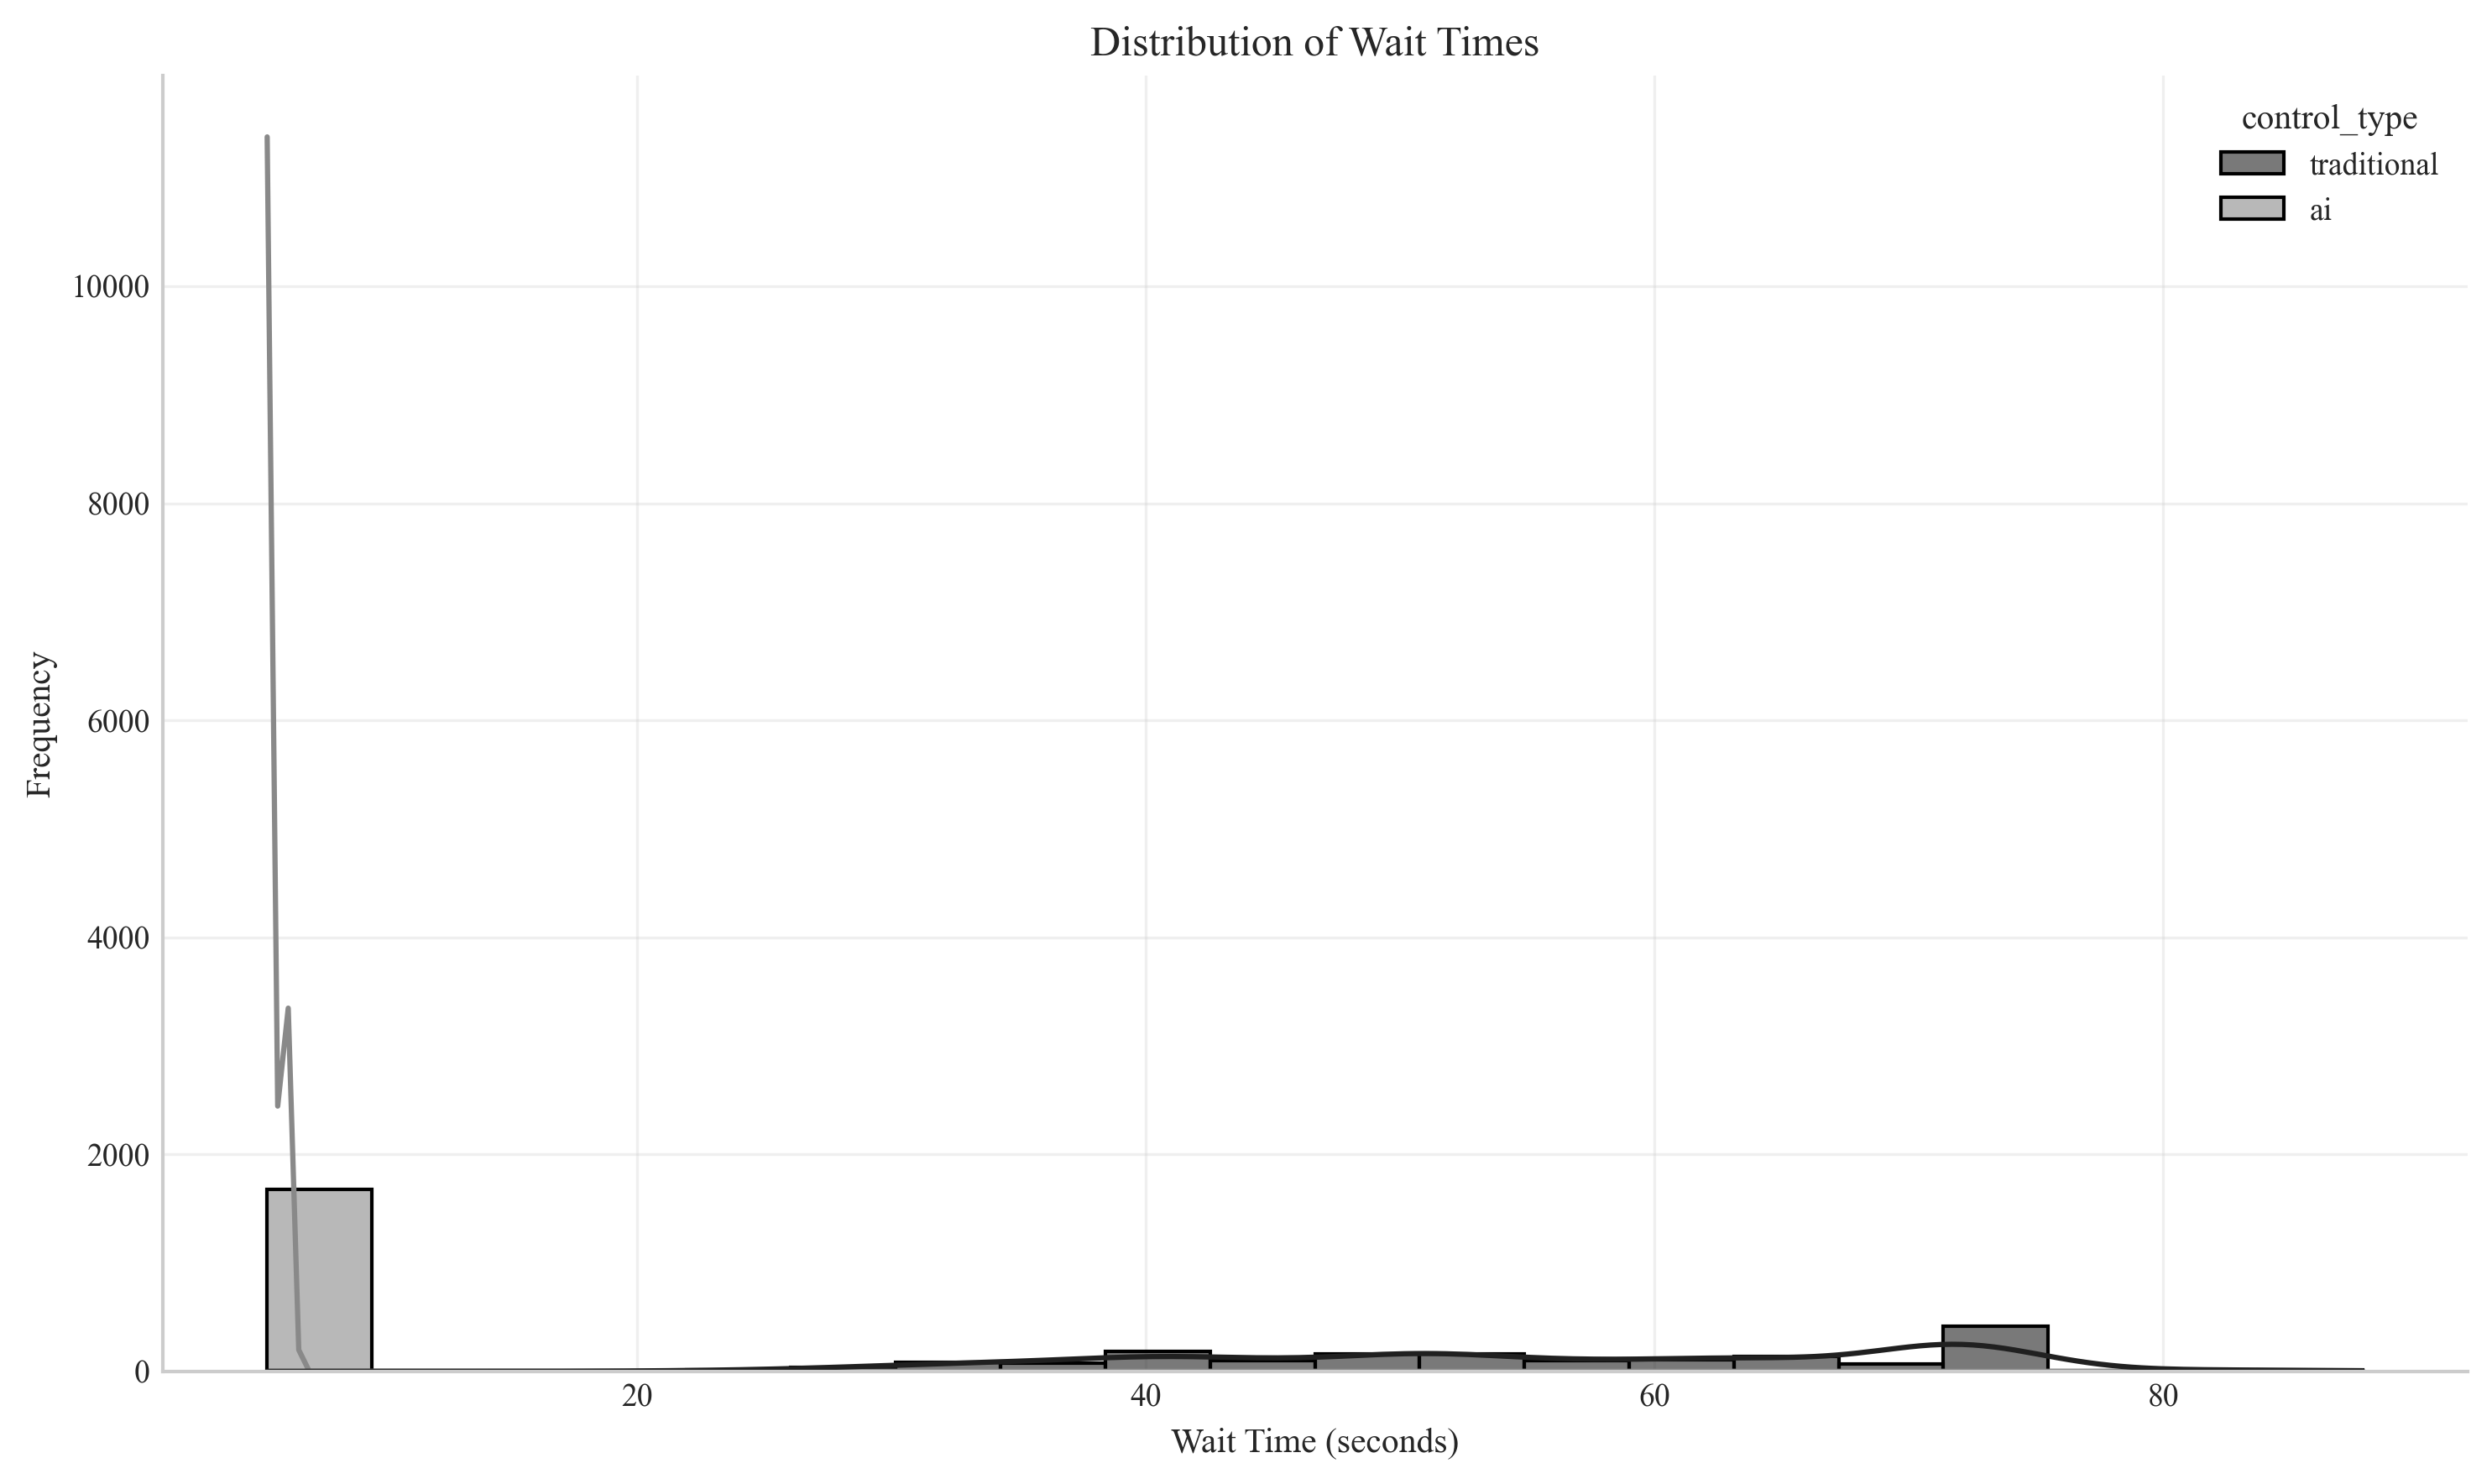 Distribution of Wait Times
control_type
traditional
ai
10000
8000
6000
4000
2000
0
Frequency
20
40
60
80
Wait Time (seconds)